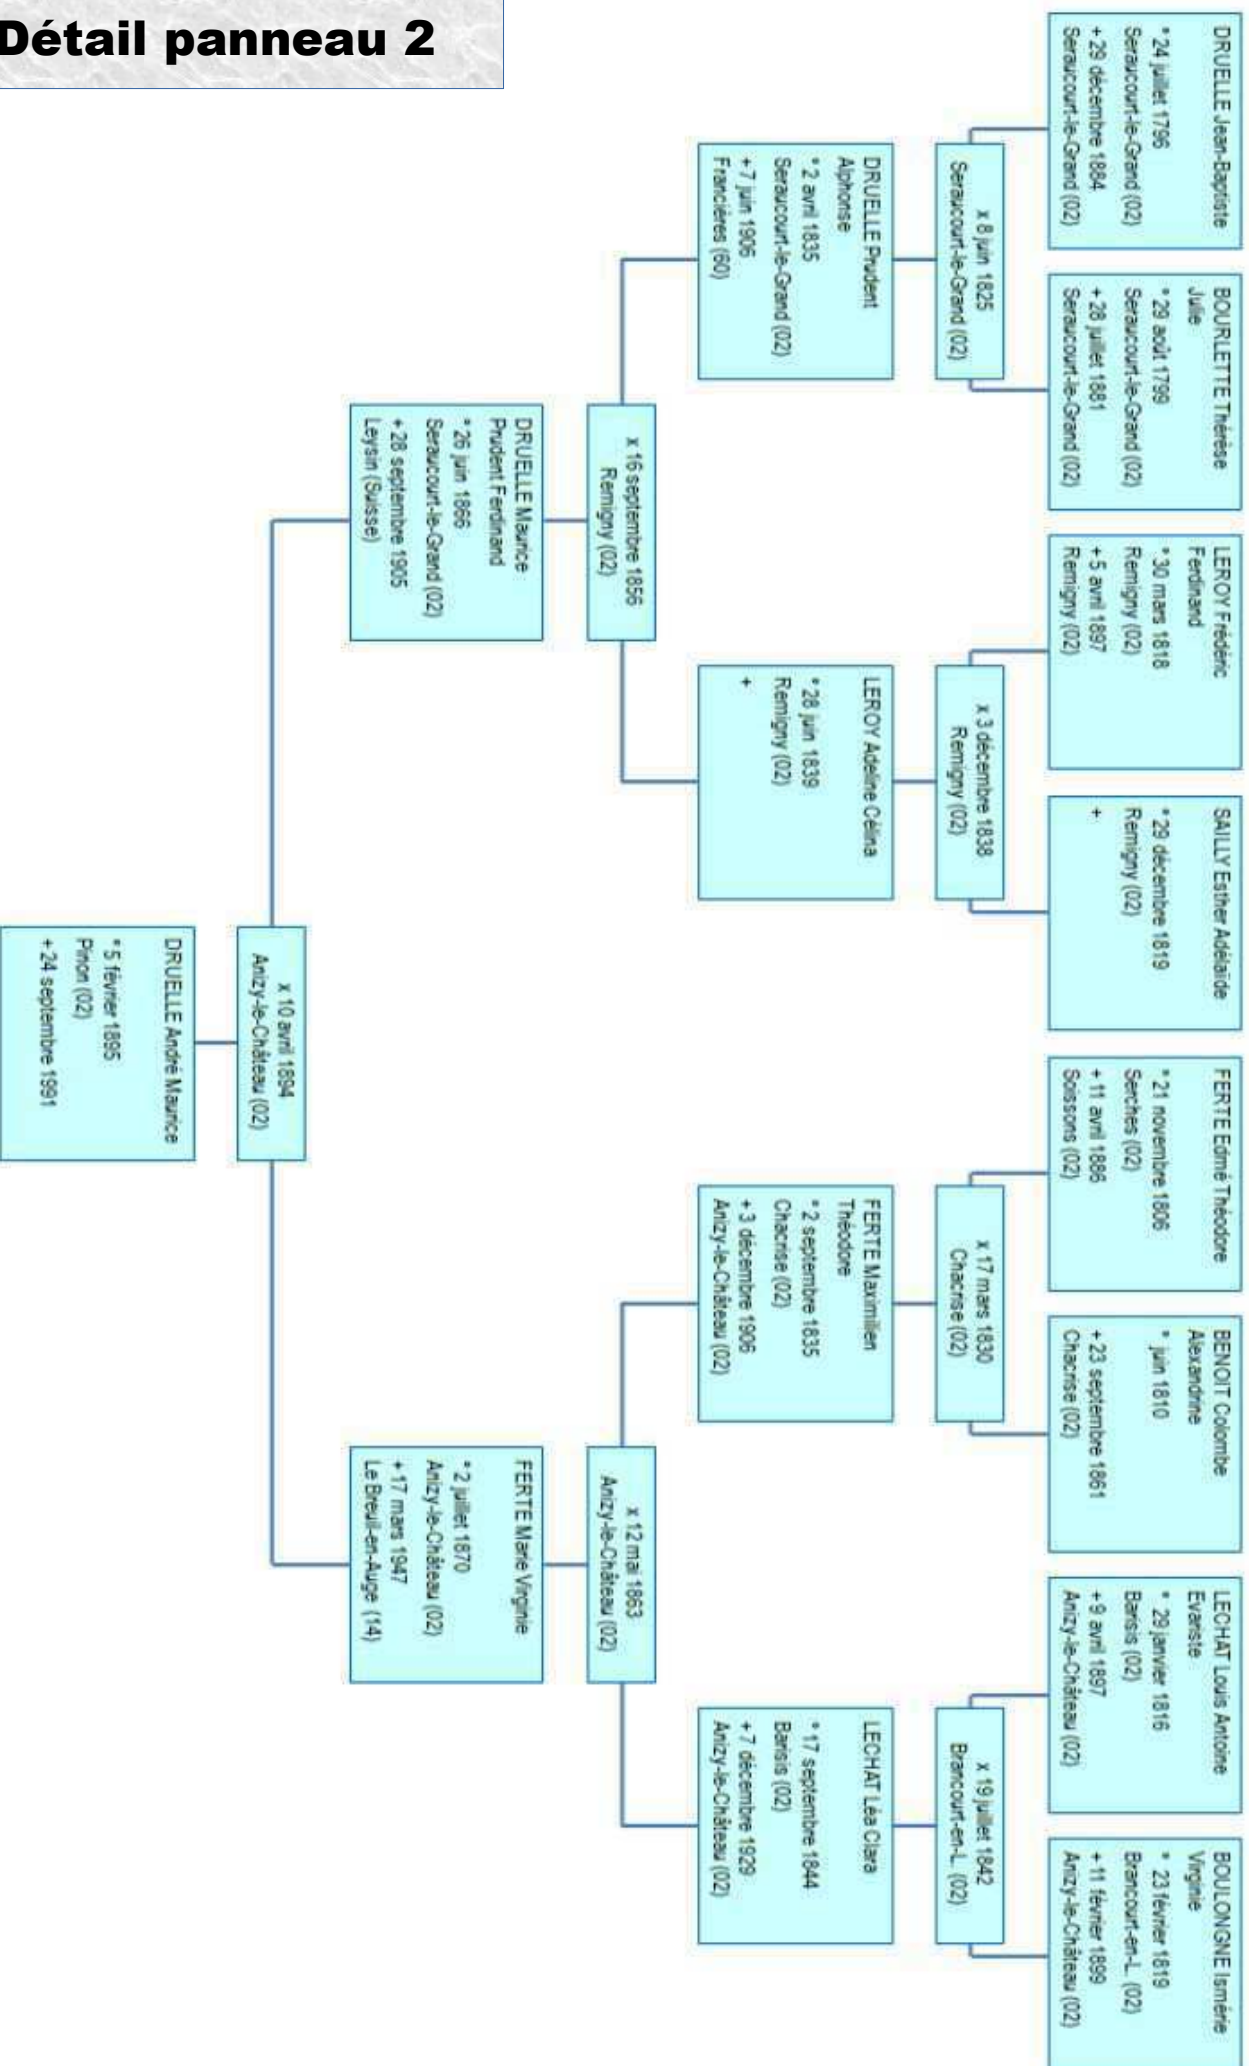 Détail panneau 2
DRUELLE Jean-Baptiste
* 24 juillet 1796
Seraucourt-le-Grand (02)
+ 29 décembre 1884
Seraucourt-le-Grand (02)
BOURLETTE Thérèse
Julie
* 29 août 1799
Seraucourt-le-Grand (02)
+ 28 juillet 1881
Seraucourt-le-Grand (02)
LEROY Frédéric
Ferdinand
* 30 mars 1818
Remigny (02)
+ 5 avril 1897
Remigny (02)
SAILLY Esther Adélaïde
* 29 décembre 1819
Remigny (02)
+
FERTE Edmé Théodore
* 21 novembre 1806
Serches (02)
+ 11 avril 1886
Soissons (02)
BENOIT Colombe
Alexandrine
* juin 1810
+ 23 septembre 1861
Chacrise (02)
LECHAT Louis Antoine
Evariste
* 29 janvier 1816
Barisis (02)
+ 9 avril 1897
Anizy-le-Château (02)
BOULONGNE Ismérie
Virginie
* 23 février 1819
Brancourt-en-L. (02)
+ 11 février 1899
Anizy-le-Château (02)
x 8 juin 1825
Seraucourt-le-Grand (02)
x 3 décembre 1838
Remigny (02)
x 17 mars 1830
Chacrise (02)
x 19 juillet 1842
Brancourt-en-L. (02)
DRUELLE Prudent
Alphonse
* 2 avril 1835
Seraucourt-le-Grand (02)
+ 7 juin 1906
Francières (60)
LEROY Adeline Célina
* 28 juin 1839
Remigny (02)
+
FERTE Maximilien
Théodore
* 2 septembre 1835
Chacrise (02)
+ 3 décembre 1906
Anizy-le-Château (02)
LECHAT Léa Clara
* 17 septembre 1844
Barisis (02)
+ 7 décembre 1929
Anizy-le-Château (02)
x 16 septembre 1856
Remigny (02)
x 12 mai 1863
Anizy-le-Château (02)
DRUELLE Maurice
Prudent Ferdinand
* 26 juin 1866
Seraucourt-le-Grand (02)
+ 28 septembre 1905
Leysin (Suisse)
FERTE Marie Virginie
* 2 juillet 1870
Anizy-le-Château (02)
+ 17 mars 1947
Le Breuil-en-Auge (14)
x 10 avril 1894
Anizy-le-Château (02)
DRUELLE André Maurice
* 5 février 1895
Pinon (02)
+ 24 septembre 1991